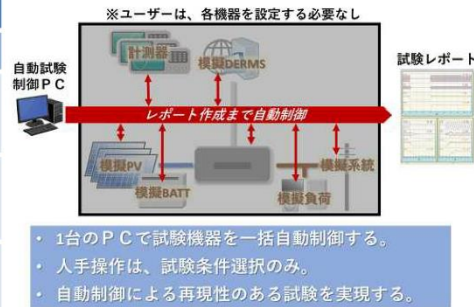 ※ユーザーは、各機器を設定する必要なし
計測器
模擬DERMS
自動試験
制御ＰＣ
試験レポート
レポート作成まで自動制御
模擬PV
模擬BATT
模擬負荷
模擬系統
• 1台のＰＣで試験機器を一括自動制御する。
• 人手操作は、試験条件選択のみ。
• 自動制御による再現性のある試験を実現する。